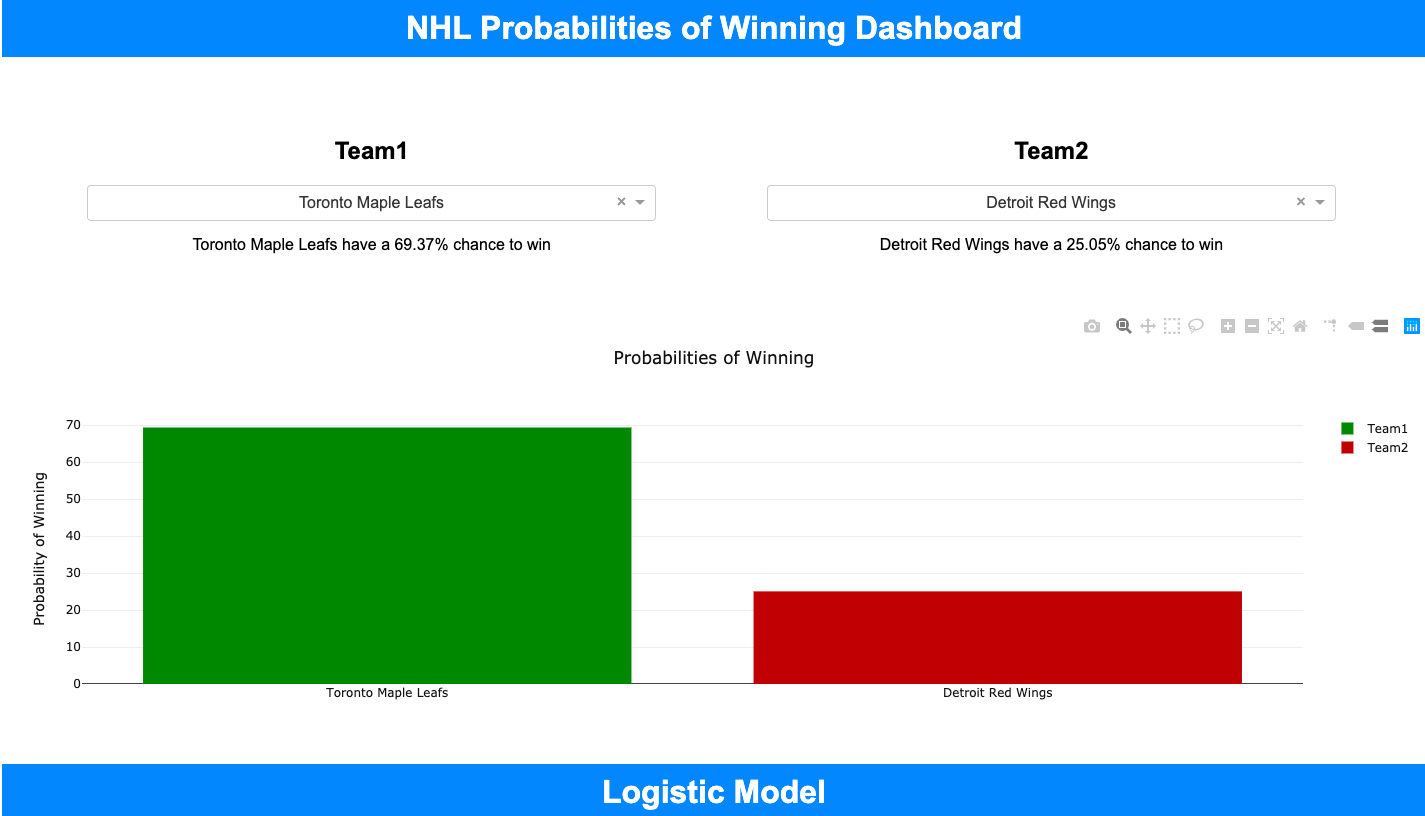 NHL Probabilities of Winning Dashboard
Team1
Toronto Maple Leafs ×
Toronto Maple Leafs have a 69.37% chance to win
Team2
Detroit Red Wings ×
Detroit Red Wings have a 25.05% chance to win
Probabilities of Winning
Probability of Winning
70
60
50
40
30
20
10
0
Toronto Maple Leafs
Detroit Red Wings
Team1
Team2
Logistic Model